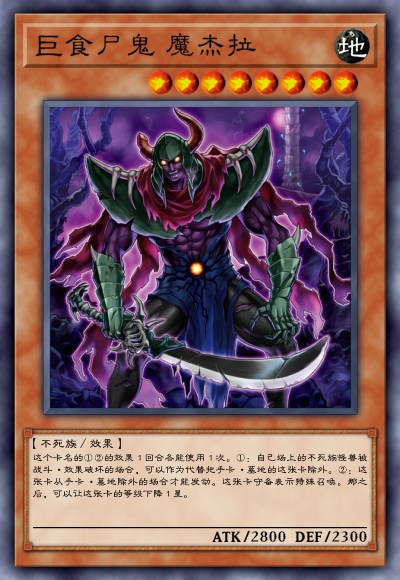 巨食尸鬼 魔杰拉
地
【不死族／效果】
这个卡名的①②的效果1回合各能使用1次。①：自己场上的不死族怪兽被
战斗·效果破坏的场合，可以作为代替把手卡·墓地的这张卡除外。②：这
张卡从手卡·墓地除外的场合才能发动。这张卡守备表示特殊召唤。那之
后，可以让这张卡的等级下降1星。
ATK/2800 DEF/2300